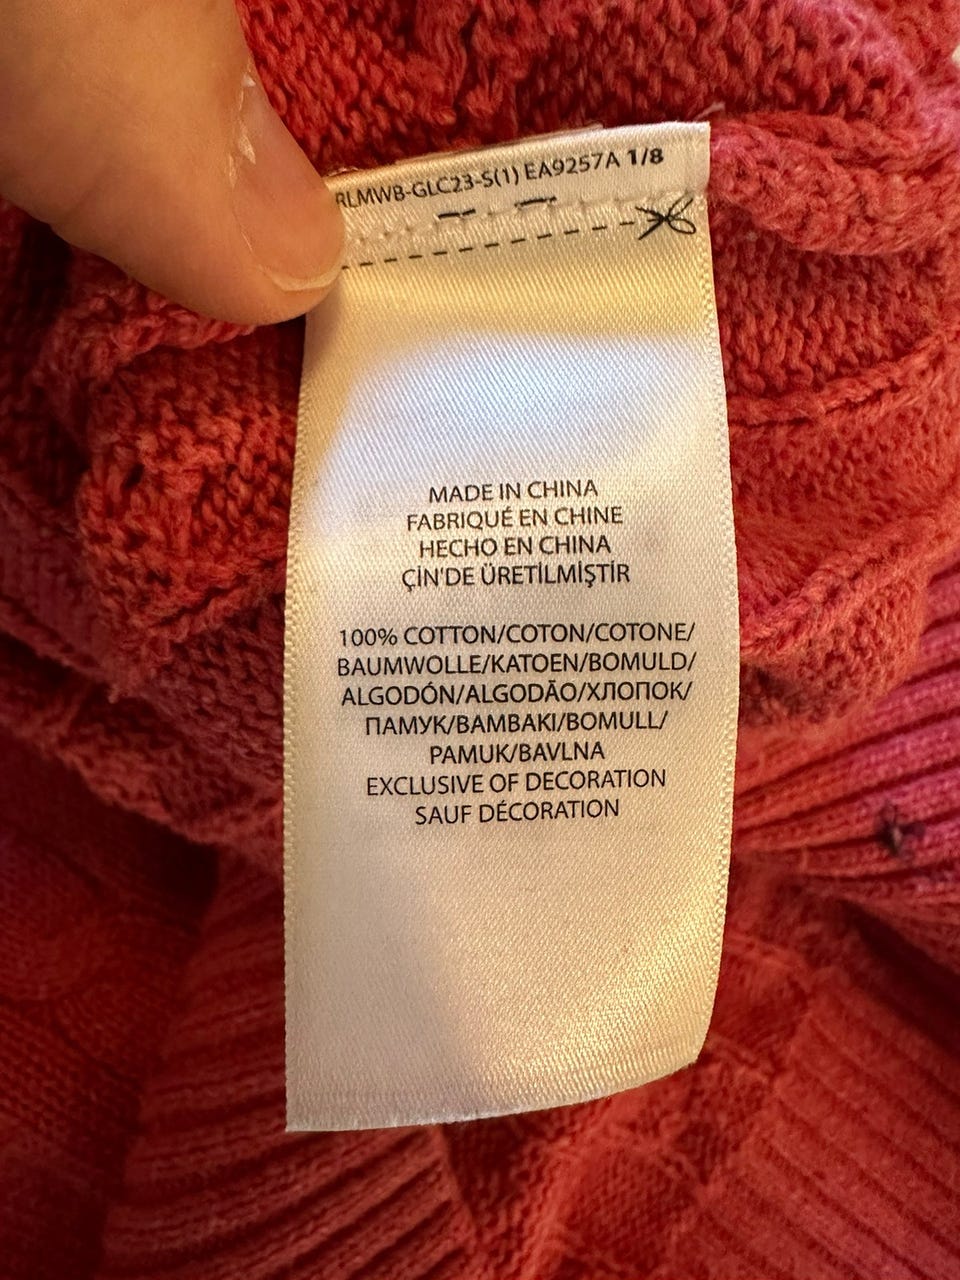 RLMWB-GLC23-S(1) EA9257A 1/8
MADE IN CHINA
FABRIQUÉ EN CHINE
HECHO EN CHINA
ÇİN'DE ÜRETİLMİŞTİR
100% COTTON/COTON/COTONE/
BAUMWOLLE/KATOEN/BOMULD/
ALGODÓN/ALGODÃO/ХЛОПОК/
ПАМУК/ΒΑΜΒΑΚΙ/BOMULL/
PAMUK/BAVLNA
EXCLUSIVE OF DECORATION
SAUF DÉCORATION